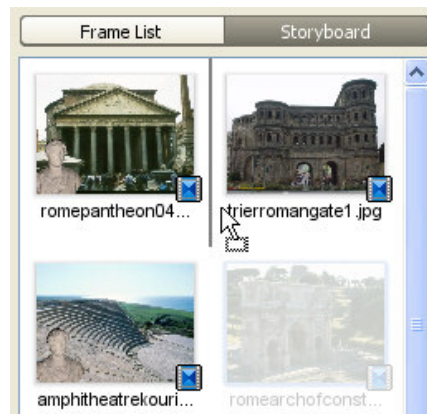 Frame List
Storyboard
romepantheon04...
trierromangate1.jpg
amphitheatrekouri...
romearchofconst...